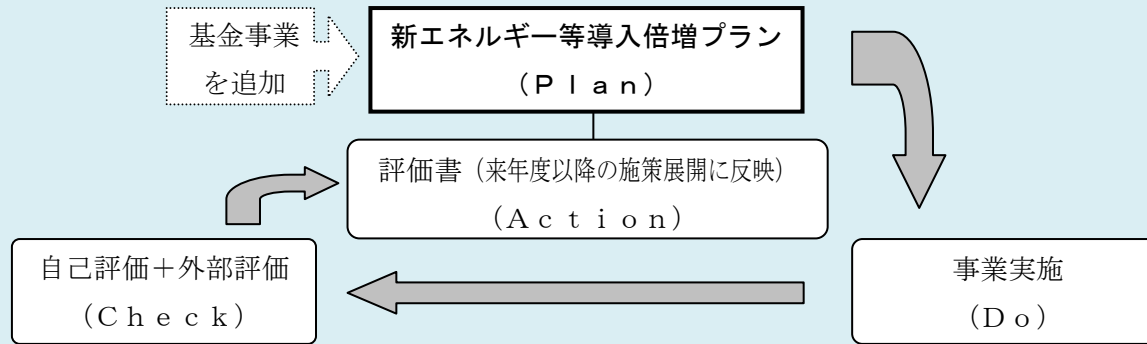 基金事業
を追加
新エネルギー等導入倍増プラン
(Plan)
評価書(来年度以降の施策展開に反映)
(Action)
自己評価+外部評価
(Check)
事業実施
(Do)